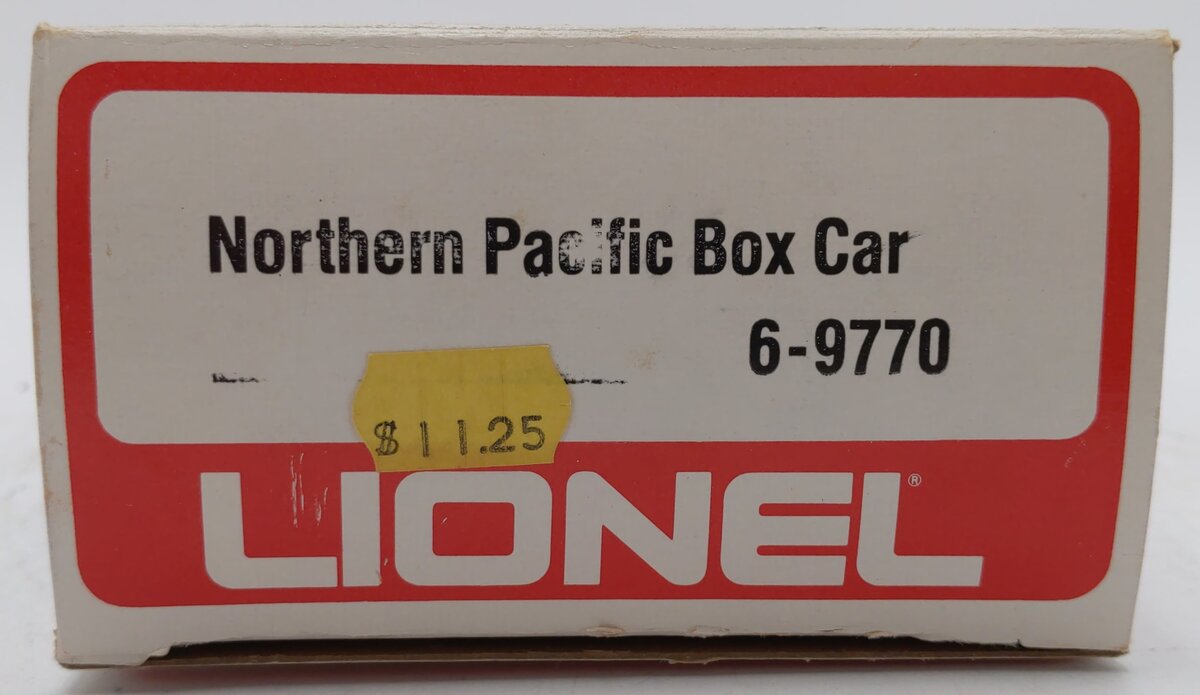 Northern Pacific Box Car
6-9770
$11.25
LIONEL®